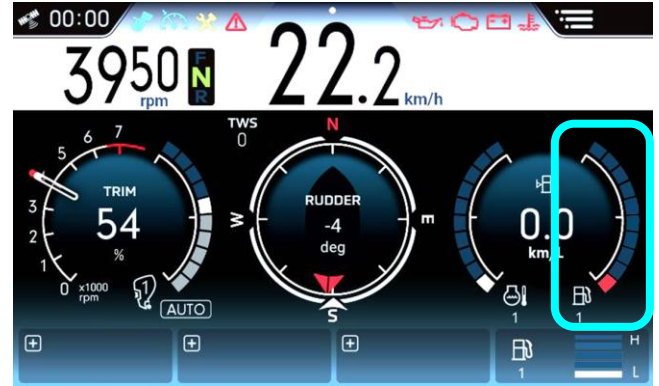 00:00
3950 rpm
F
N
R
22.2 km/h
TWS
0
0 1 2 3 4 5 6 7
x1000
rpm
TRIM
54
%
1
AUTO
N
W
E
S
RUDDER
-4
deg
0.0
km/L
1
1
1
H
L